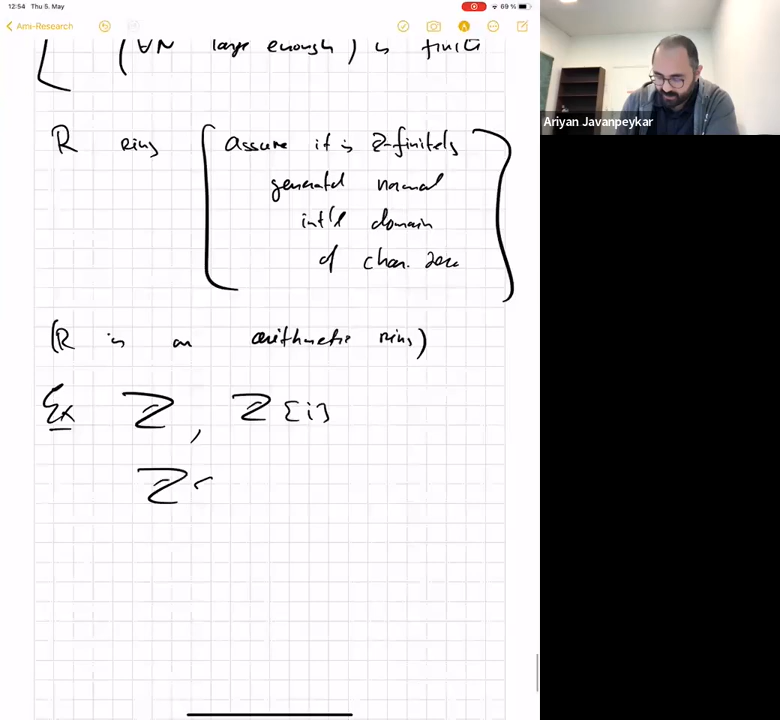 12:54 Thu 5. May
69 %
Ami-Research
Ariyan Javanpeykar
(∀N large enough) is finite
R ring (assume it is Z-finitely
generated normal
int'l domain
of char. zero)
(R is an arithmetic ring)
Ex Z, Z[i]
Z[